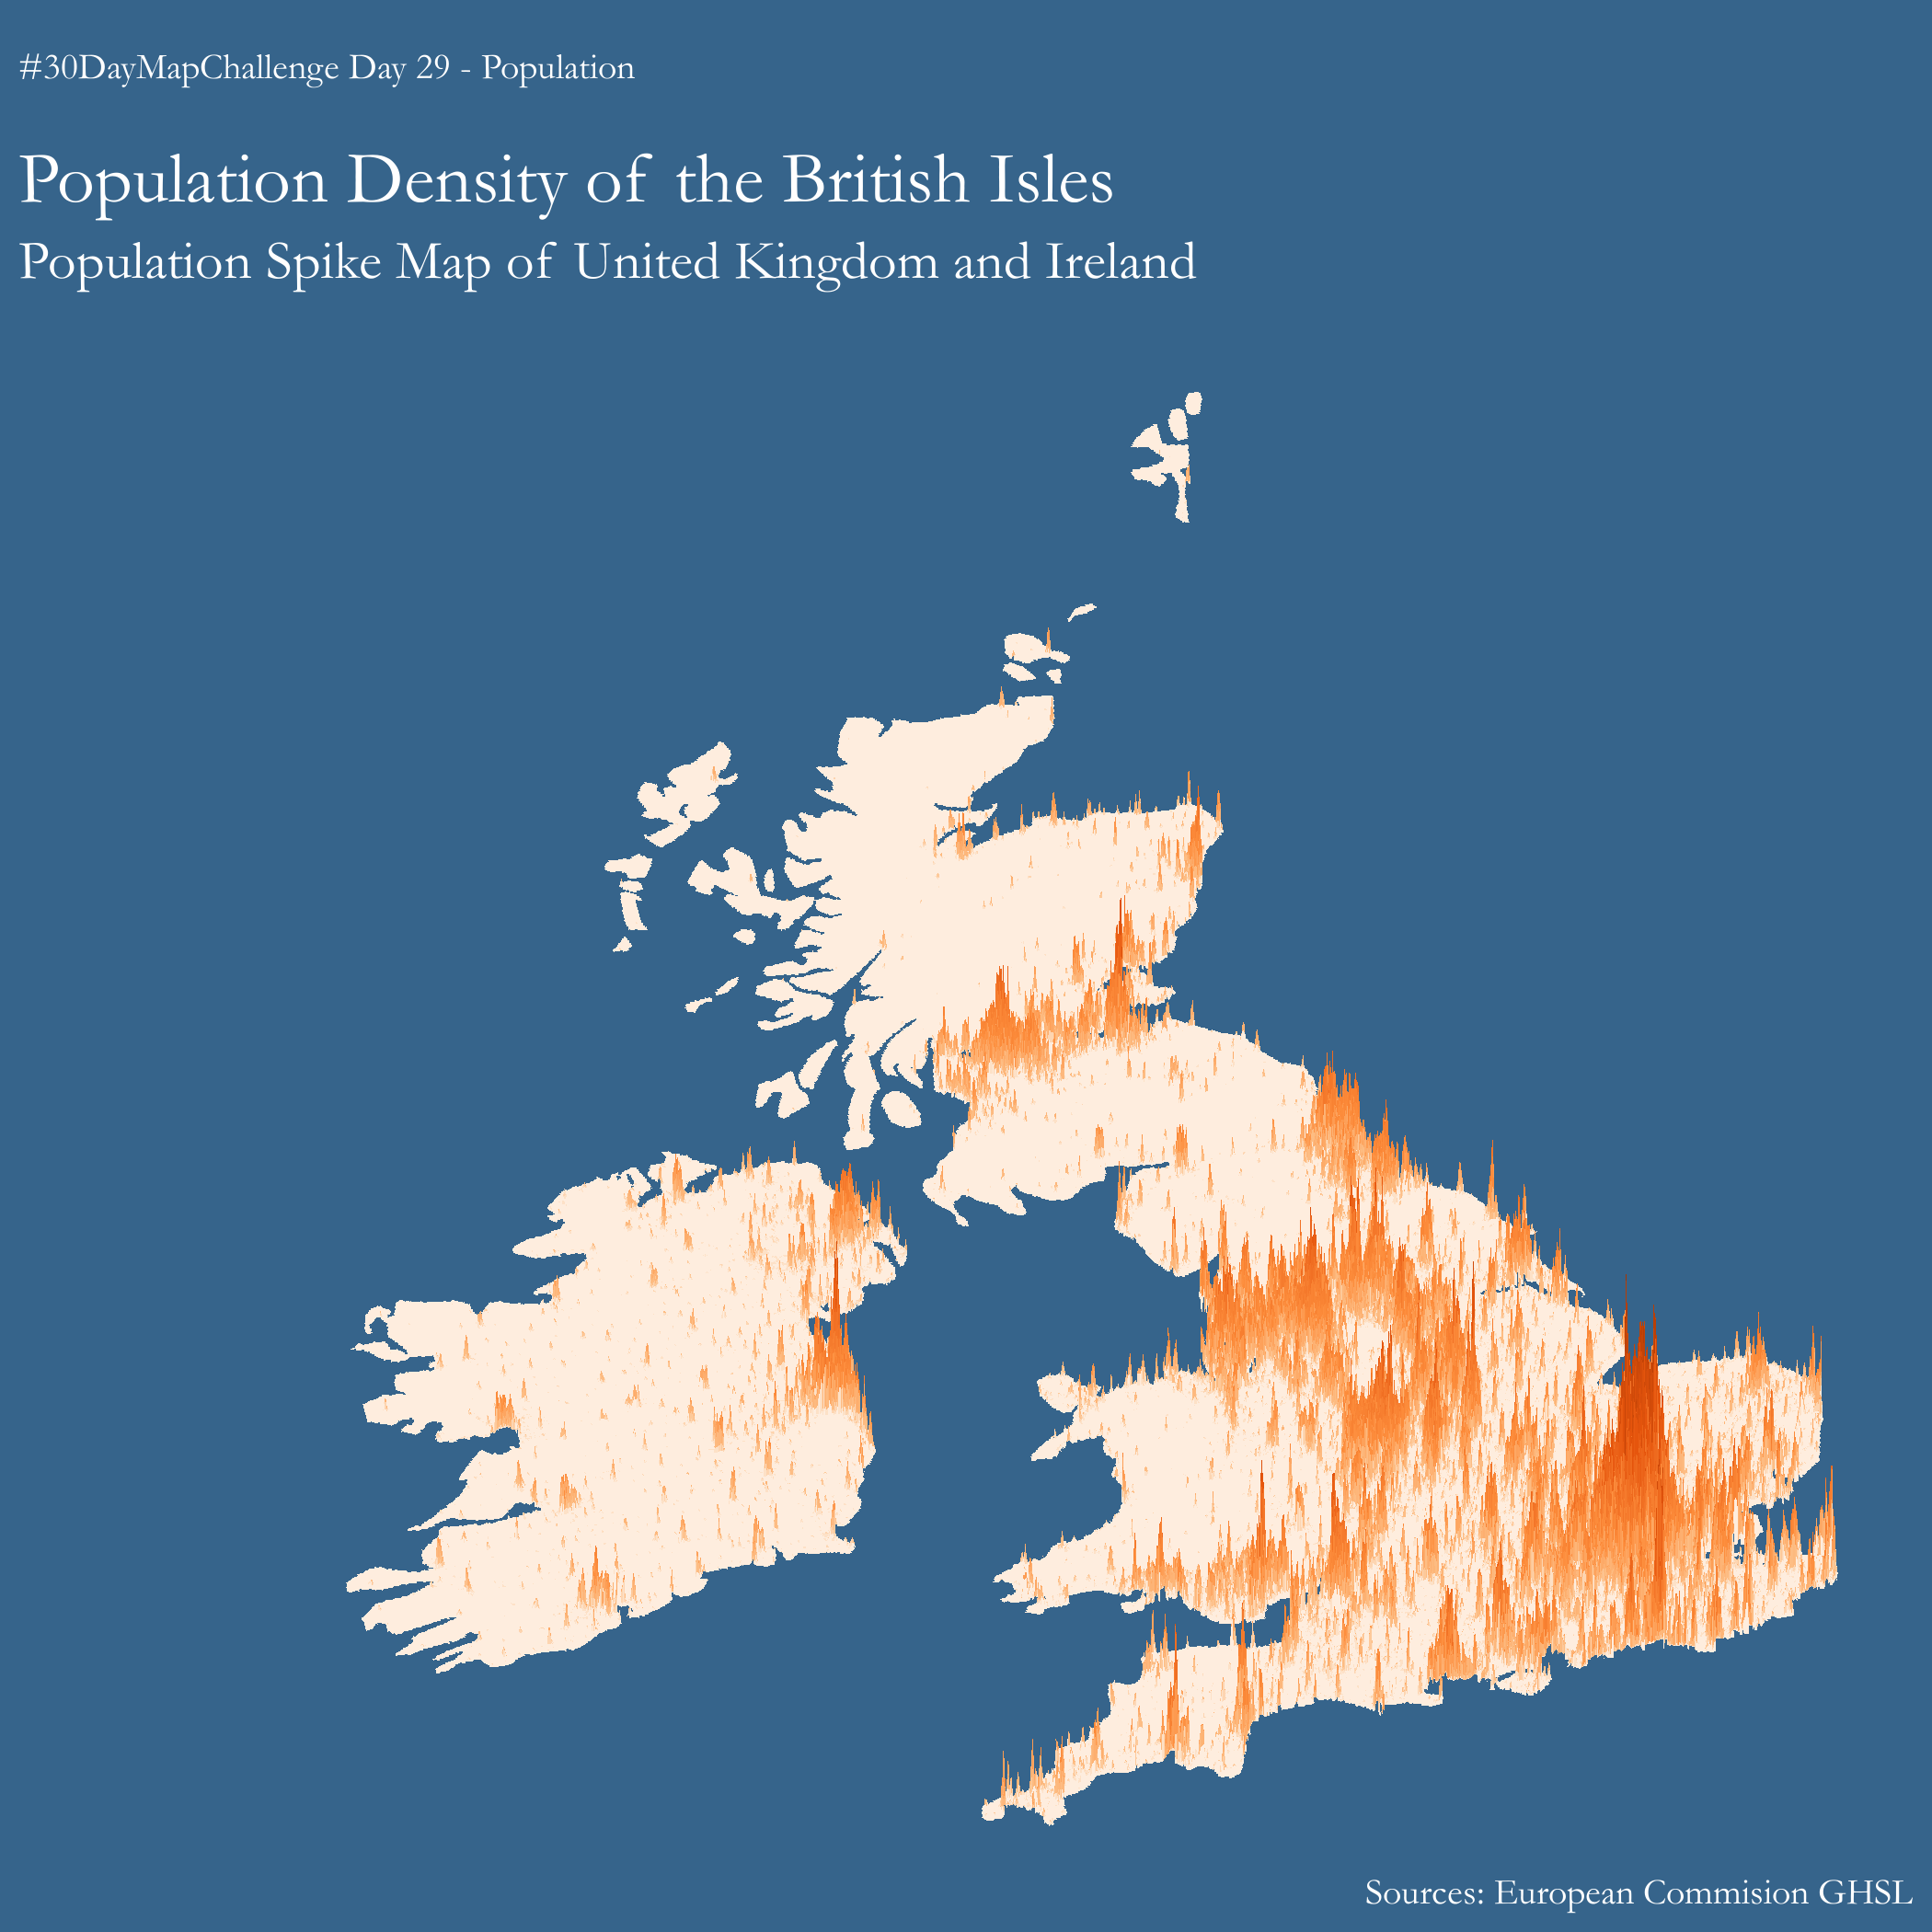 #30DayMapChallenge Day 29 - Population
Population Density of the British Isles
Population Spike Map of United Kingdom and Ireland
Sources: European Commision GHSL